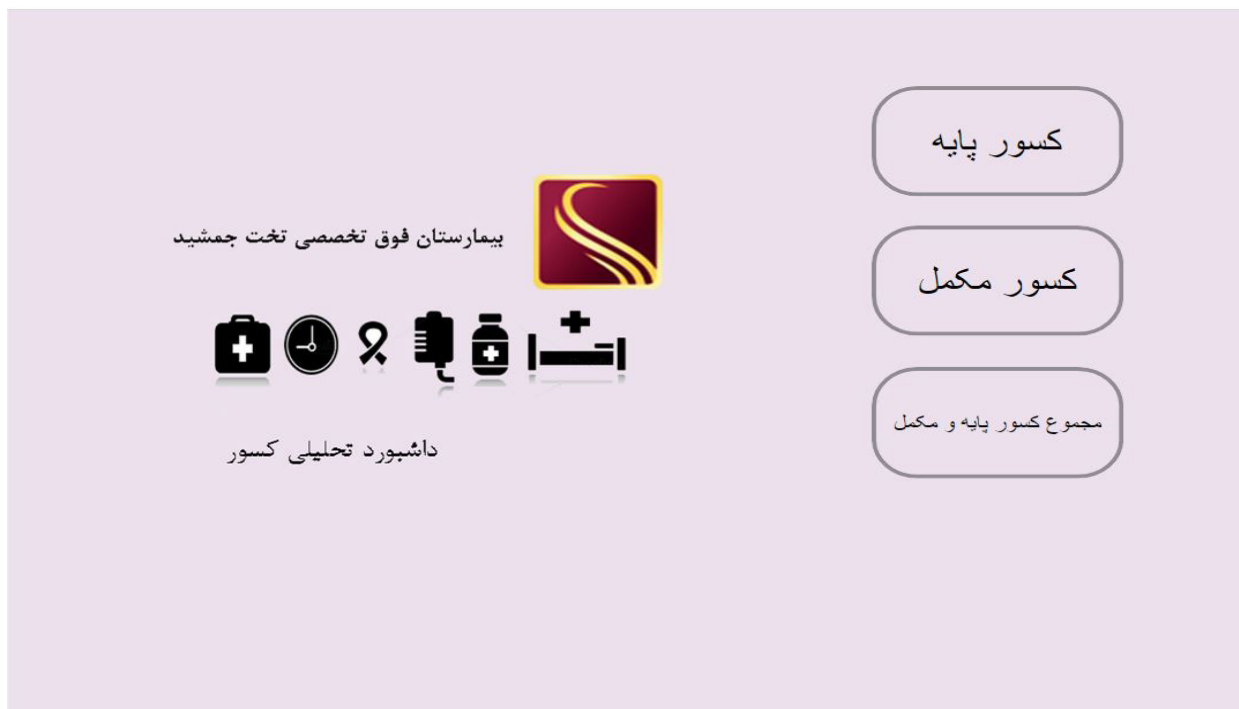 کسور پایه
کسور مکمل
مجموع کسور پایه و مکمل
بیمارستان فوق تخصصی تخت جمشید
داشبورد تحلیلی کسور